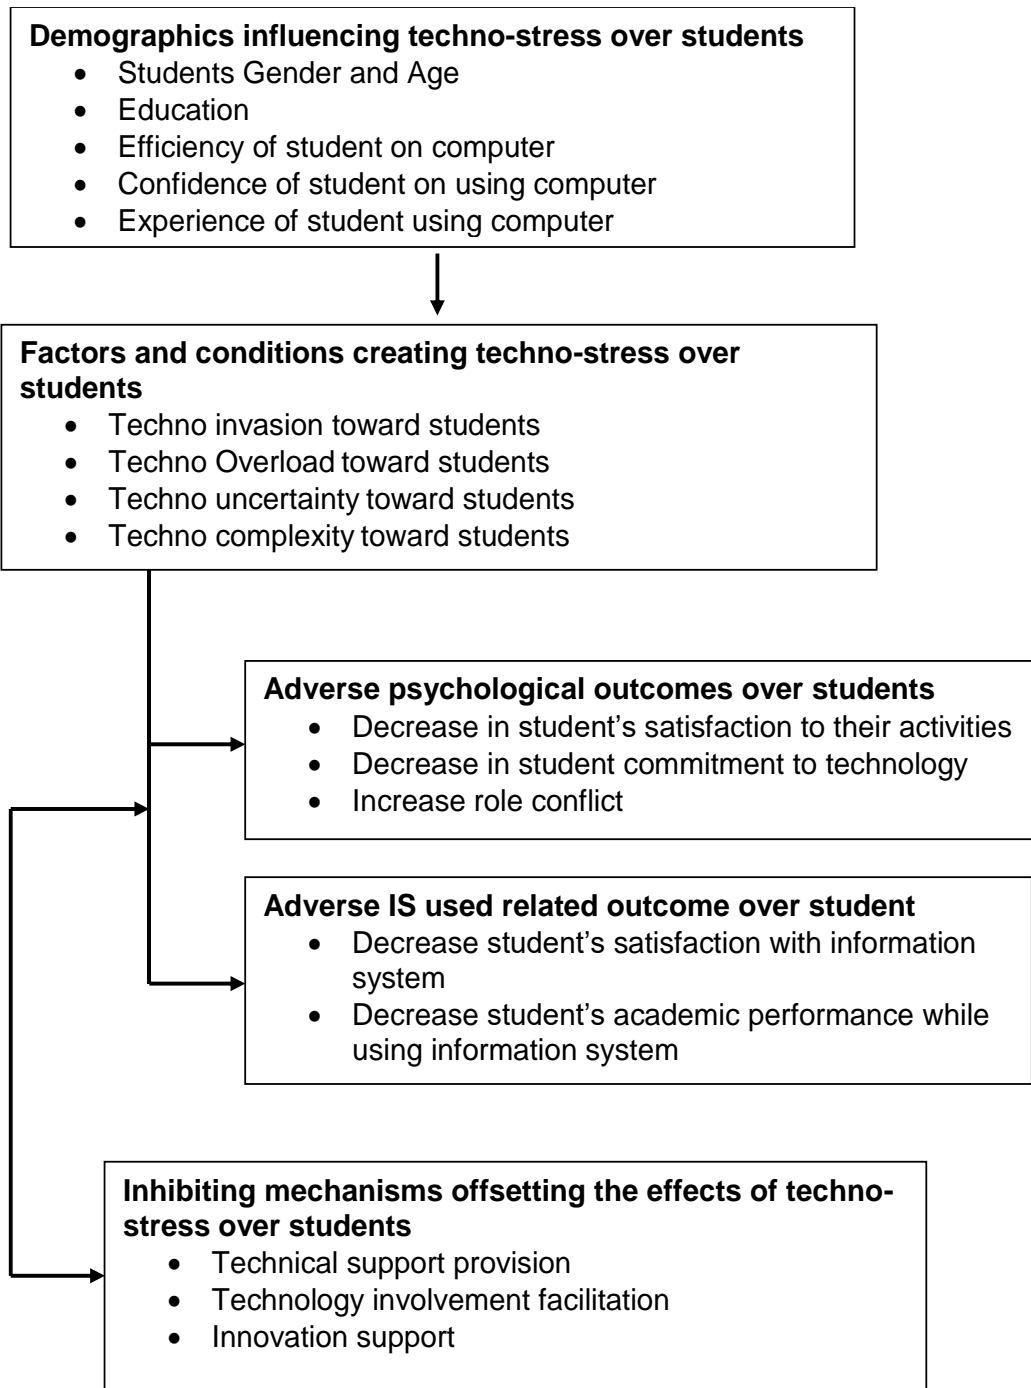 Demographics influencing techno-stress over students
• Students Gender and Age
• Education
• Efficiency of student on computer
• Confidence of student on using computer
• Experience of student using computer
Factors and conditions creating techno-stress over
students
• Techno invasion toward students
• Techno Overload toward students
• Techno uncertainty toward students
• Techno complexity toward students
Adverse psychological outcomes over students
• Decrease in student’s satisfaction to their activities
• Decrease in student commitment to technology
• Increase role conflict
Adverse IS used related outcome over student
• Decrease student’s satisfaction with information
system
• Decrease student’s academic performance while
using information system
Inhibiting mechanisms offsetting the effects of techno-
stress over students
• Technical support provision
• Technology involvement facilitation
• Innovation support